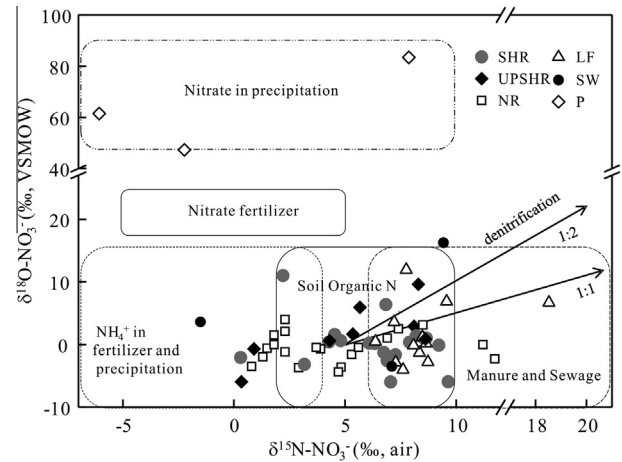 100
80
60
40
20
10
0
-10
δ¹⁸O-NO₃⁻(‰, VSMOW)
Nitrate in precipitation
SHR
LF
UPSHR
SW
NR
P
Nitrate fertilizer
denitrification
1:2
1:1
Soil Organic N
NH₄⁺ in
fertilizer and
precipitation
Manure and Sewage
-5 0 5 10 18 20
δ¹⁵N-NO₃⁻(‰, air)